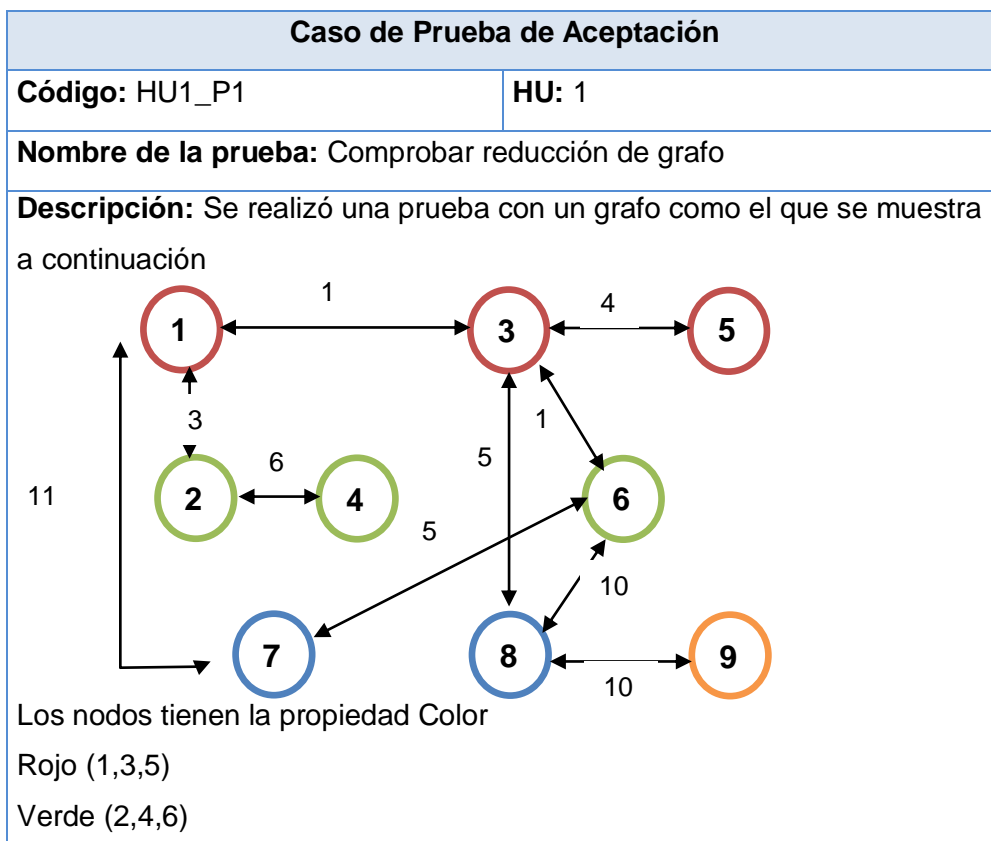 Caso de Prueba de Aceptación
Código: HU1_P1 HU: 1
Nombre de la prueba: Comprobar reducción de grafo
Descripción: Se realizó una prueba con un grafo como el que se muestra
a continuación
1
4
1 3 5
3
1
6
5
11
2 4 6
5
10
7 8 9
10
Los nodos tienen la propiedad Color
Rojo (1,3,5)
Verde (2,4,6)